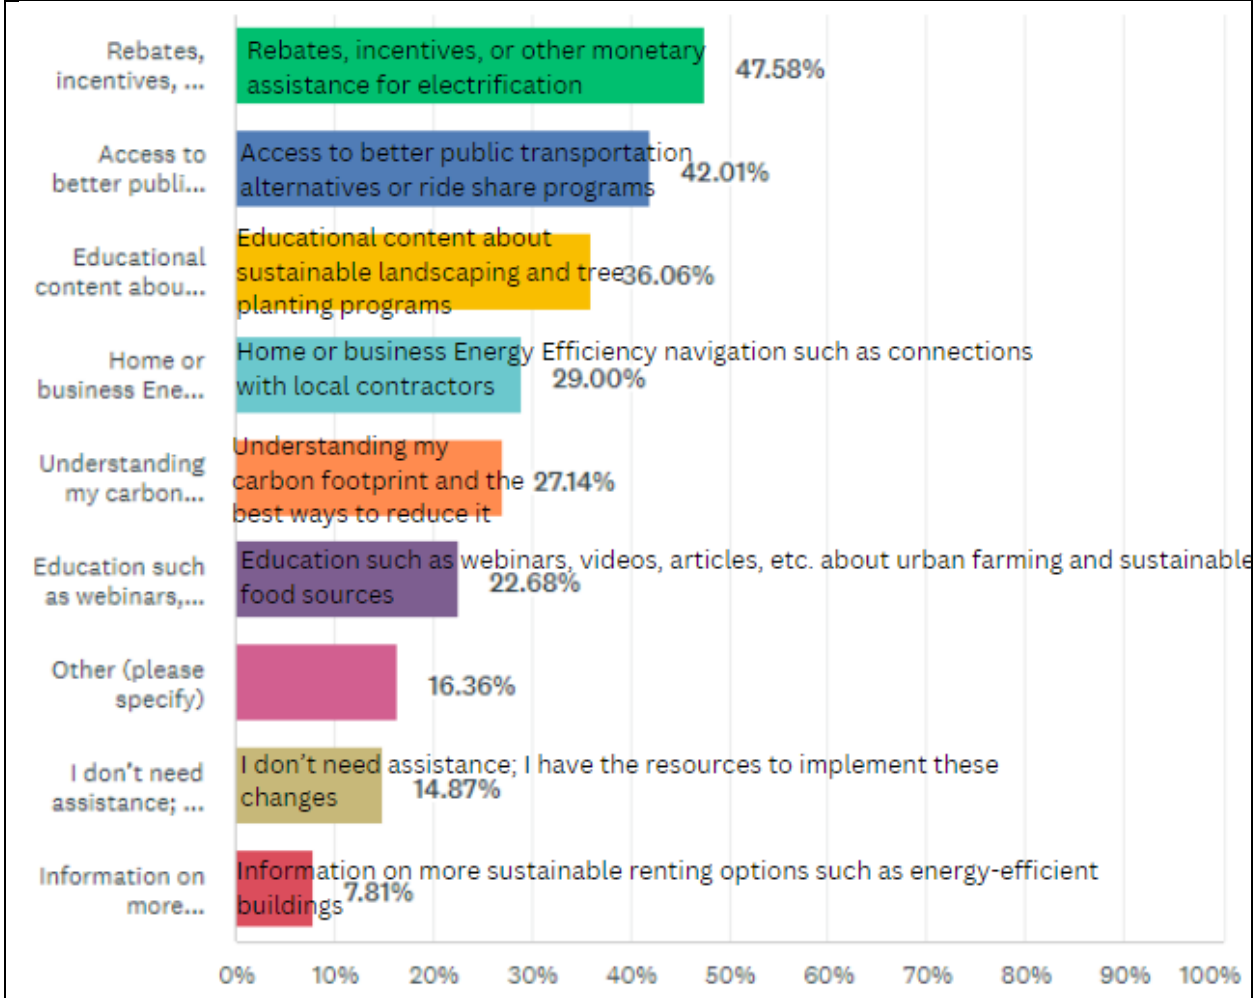 Rebates,
incentives, ...
Rebates, incentives, or other monetary
assistance for electrification
47.58%
Access to
better publi...
Access to better public transportation
alternatives or ride share programs
42.01%
Educational
content abou...
Educational content about
sustainable landscaping and tree
planting programs
36.06%
Home or
business Ene...
Home or business Energy Efficiency navigation such as connections
with local contractors
29.00%
Understanding
my carbon...
Understanding my
carbon footprint and the
best ways to reduce it
27.14%
Education such
as webinars,...
Education such as webinars, videos, articles, etc. about urban farming and sustainable
food sources
22.68%
Other (please
specify)
16.36%
I don't need
assistance; ...
I don't need assistance; I have the resources to implement these
changes
14.87%
Information on
more...
Information on more sustainable renting options such as energy-efficient
buildings
7.81%
0% 10% 20% 30% 40% 50% 60% 70% 80% 90% 100%